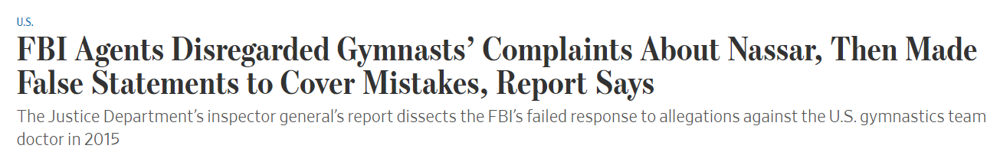 U.S.
FBI Agents Disregarded Gymnasts’ Complaints About Nassar, Then Made
False Statements to Cover Mistakes, Report Says
The Justice Department’s inspector general’s report dissects the FBI’s failed response to allegations against the U.S. gymnastics team
doctor in 2015